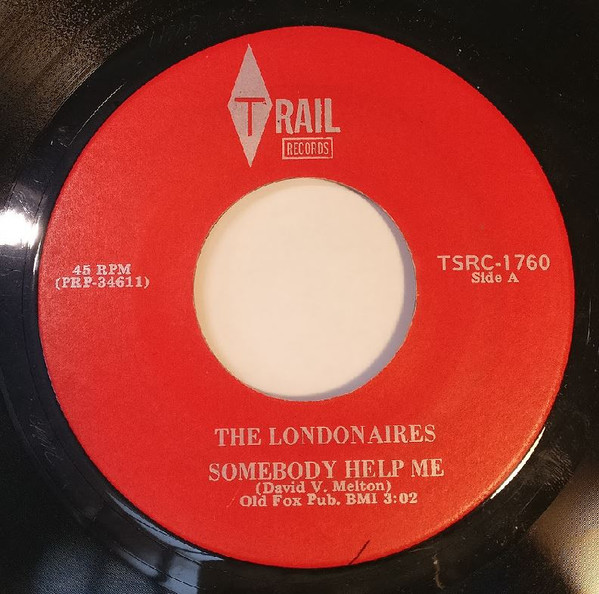 TRAIL
RECORDS
45 RPM
(PRP-34611)
TSRC-1760
Side A
THE LONDONAIRES
SOMEBODY HELP ME
(David V. Melton)
Old Fox Pub. BMI 3:02